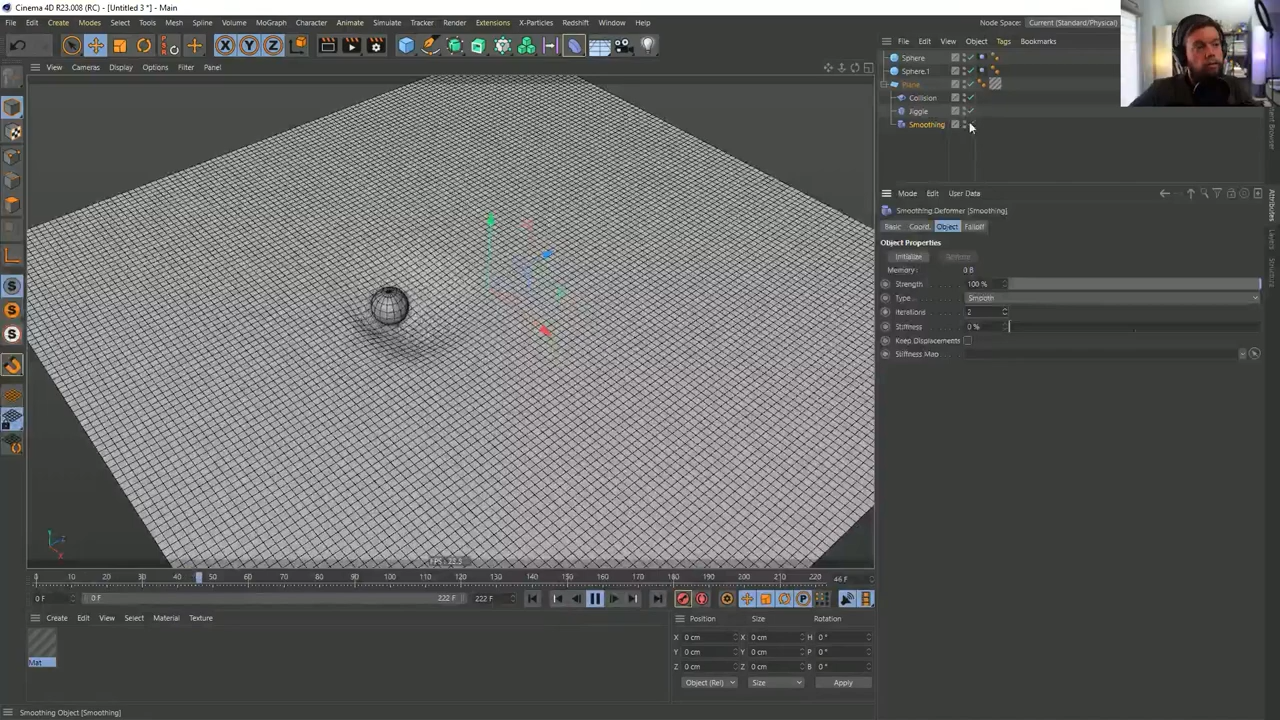 Cinema 4D R23.008 (RC) - [Untitled 3 *] - Main
File Edit Create Modes Select Tools Mesh Spline Volume MoGraph Character Animate Simulate Tracker Render Extensions X-Particles Redshift Window Help Node Space: Current (Standard/Physical)
View Cameras Display Options Filter Panel
File Edit View Object Tags Bookmarks
Sphere
Sphere.1
Plane
Collision
Jiggle
Smoothing
Mode Edit User Data
Smoothing Deformer [Smoothing]
Basic Coord. Object Falloff
Object Properties
Initialize
Memory: 0 B
Strength 100 %
Type Smooth
Iterations 2
Stiffness 0 %
Keep Displacements
Stiffness Map
Attributes
Layers
Structure
FPS : 23.3
0 10 20 30 40 50 60 70 80 90 100 110 120 130 140 150 160 170 180 190 200 210 220 46 F
0 F 0 F 222 F 222 F
Create Edit View Select Material Texture
Mat
Position Size Rotation
X 0 cm X 0 cm H 0 °
Y 0 cm Y 0 cm P 0 °
Z 0 cm Z 0 cm B 0 °
Object (Rel) Size Apply
Smoothing Object [Smoothing]